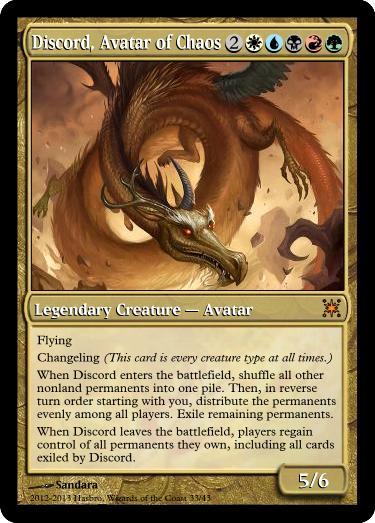 Discord, Avatar of Chaos 2
Legendary Creature — Avatar
Flying
Changeling (This card is every creature type at all times.)
When Discord enters the battlefield, shuffle all other
nonland permanents into one pile. Then, in reverse
turn order starting with you, distribute the permanents
evenly among all players. Exile remaining permanents.
When Discord leaves the battlefield, players regain
control of all permanents they own, including all cards
exiled by Discord.
5/6
Sandara
2012-2013 Hasbro, Wizards of the Coast 33/43